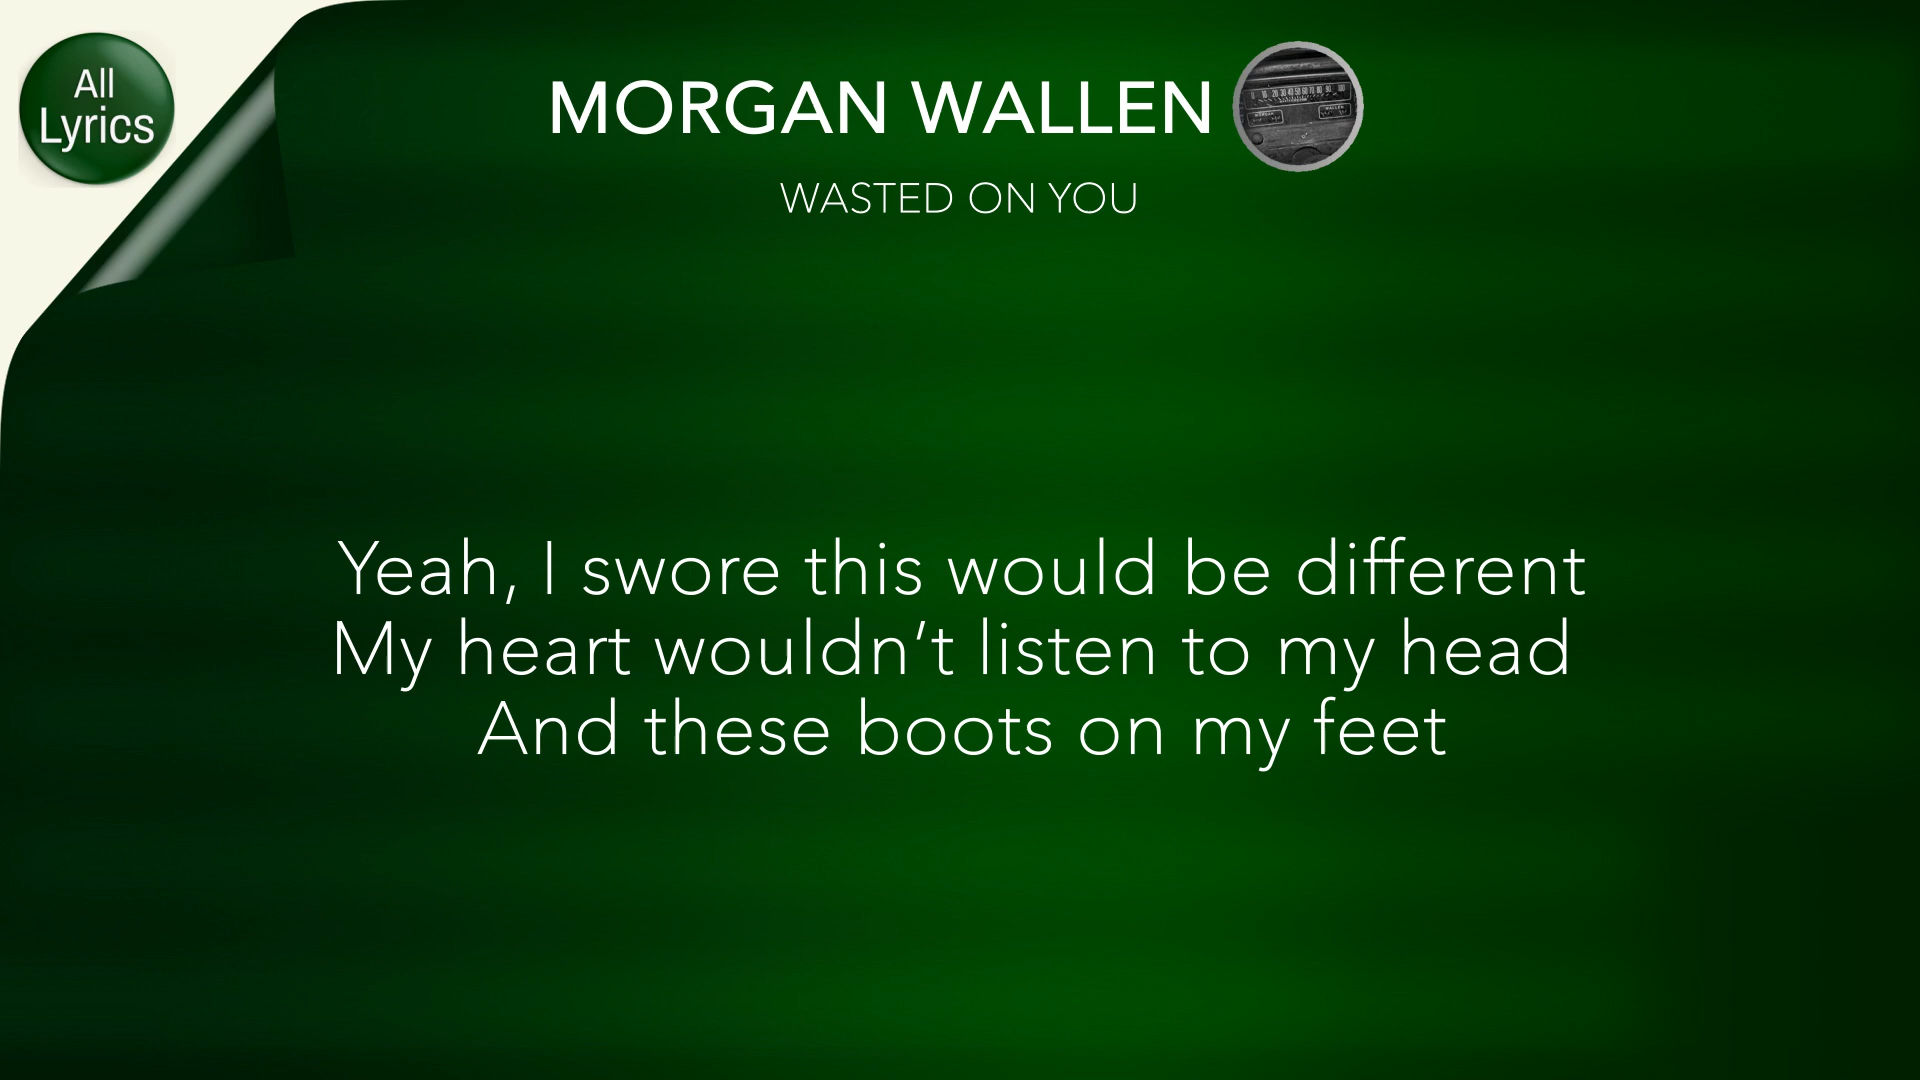 All
Lyrics
MORGAN WALLEN
WASTED ON YOU
Yeah, I swore this would be different
My heart wouldn’t listen to my head
And these boots on my feet